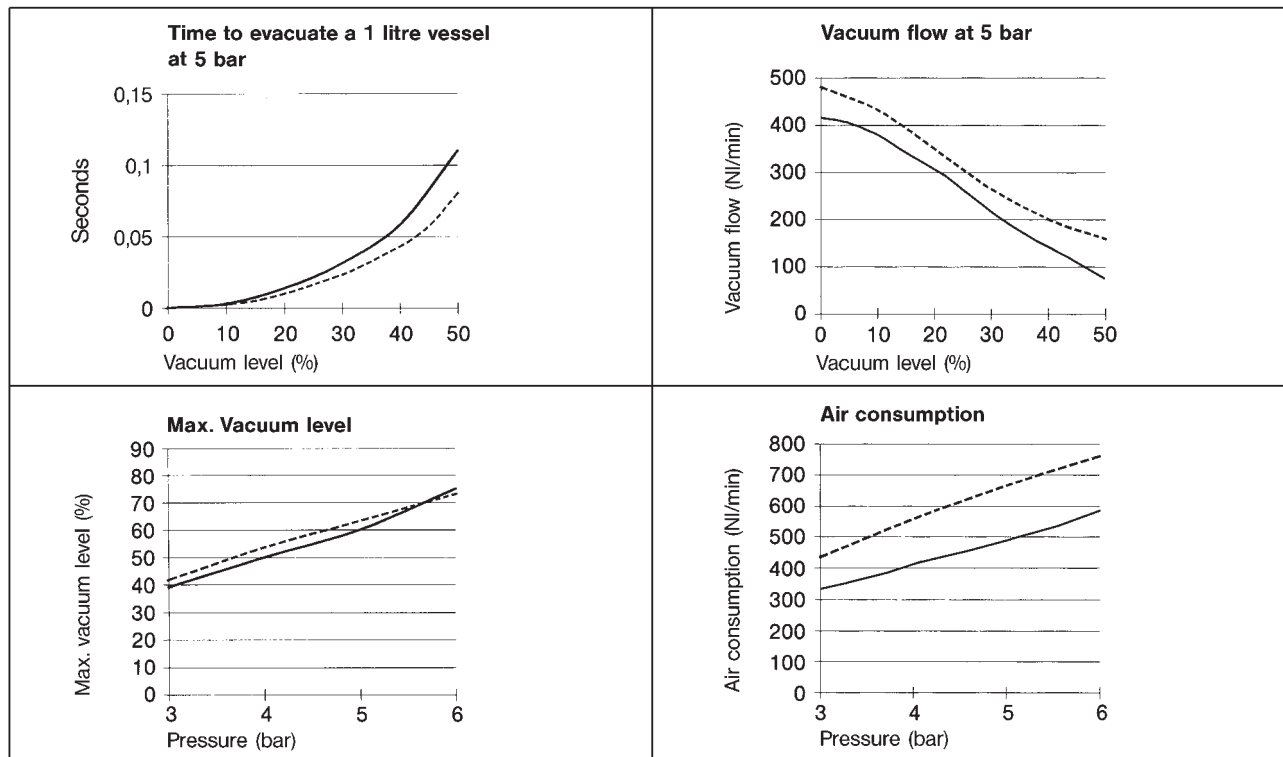 Time to evacuate a 1 litre vessel
at 5 bar
0,15
0,1
0,05
0
Seconds
0 10 20 30 40 50
Vacuum level (%)
Vacuum flow at 5 bar
500
400
300
200
100
0
Vacuum flow (Nl/min)
0 10 20 30 40 50
Vacuum level (%)
Max. Vacuum level
90
80
70
60
50
40
30
20
10
0
Max. vacuum level (%)
3 4 5 6
Pressure (bar)
Air consumption
800
700
600
500
400
300
200
100
0
Air consumption (Nl/min)
3 4 5 6
Pressure (bar)